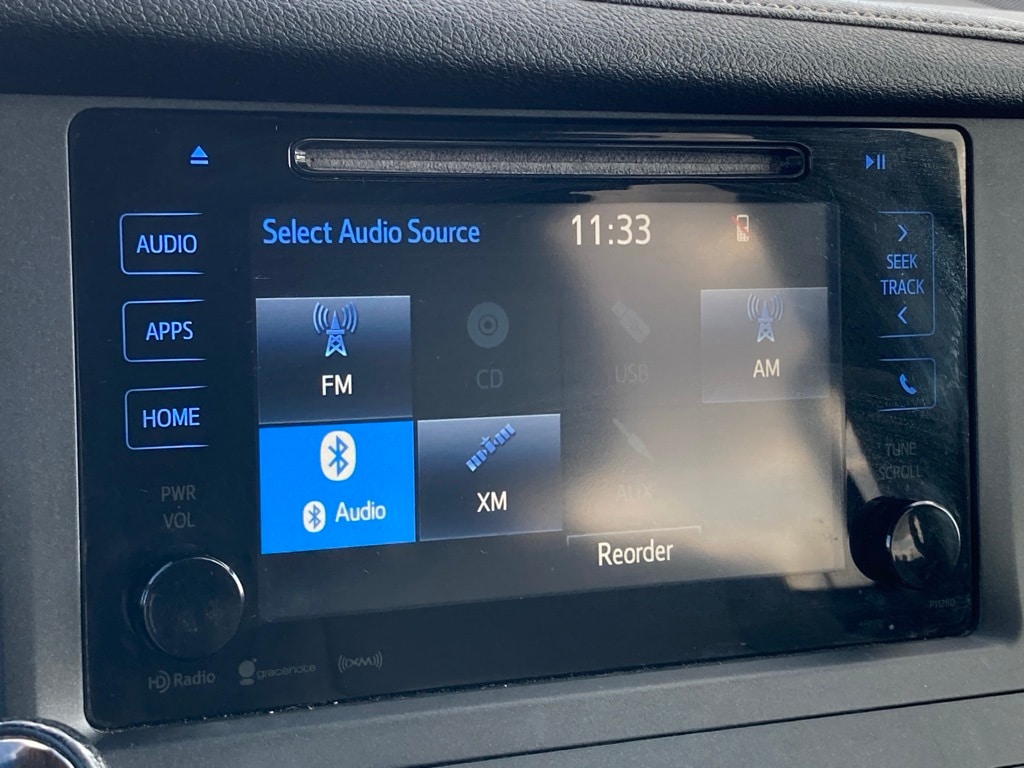 AUDIO
APPS
HOME
PWR
VOL
Select Audio Source 11:33
FM
CD
USB
AM
Audio
XM
AUX
Reorder
SEEK
TRACK
TUNE
SCROLL
HD Radio
gracenote
((XM))